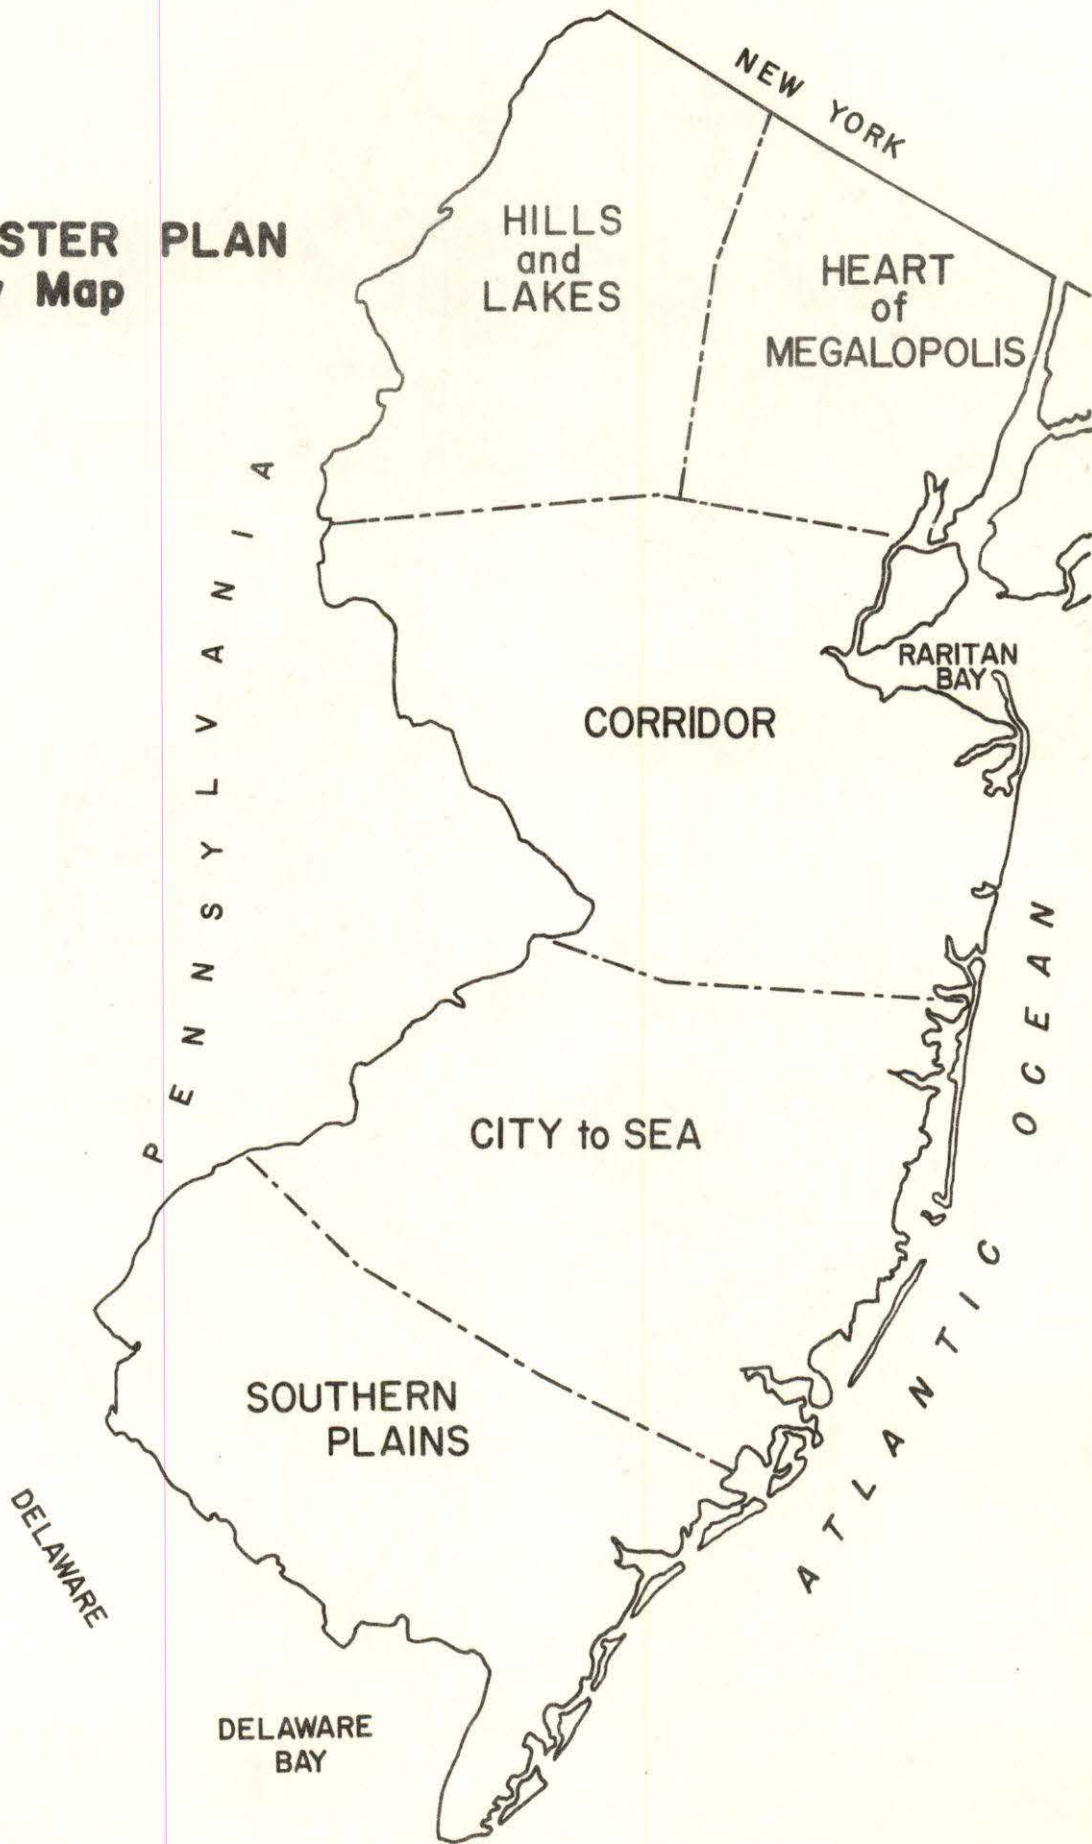 NEW YORK
STER PLAN
Map
HILLS
and
LAKES
HEART
of
MEGALOPOLIS
PENNSYLVANIA
RARITAN
BAY
CORRIDOR
ATLANTIC OCEAN
CITY to SEA
SOUTHERN
PLAINS
DELAWARE
DELAWARE
BAY